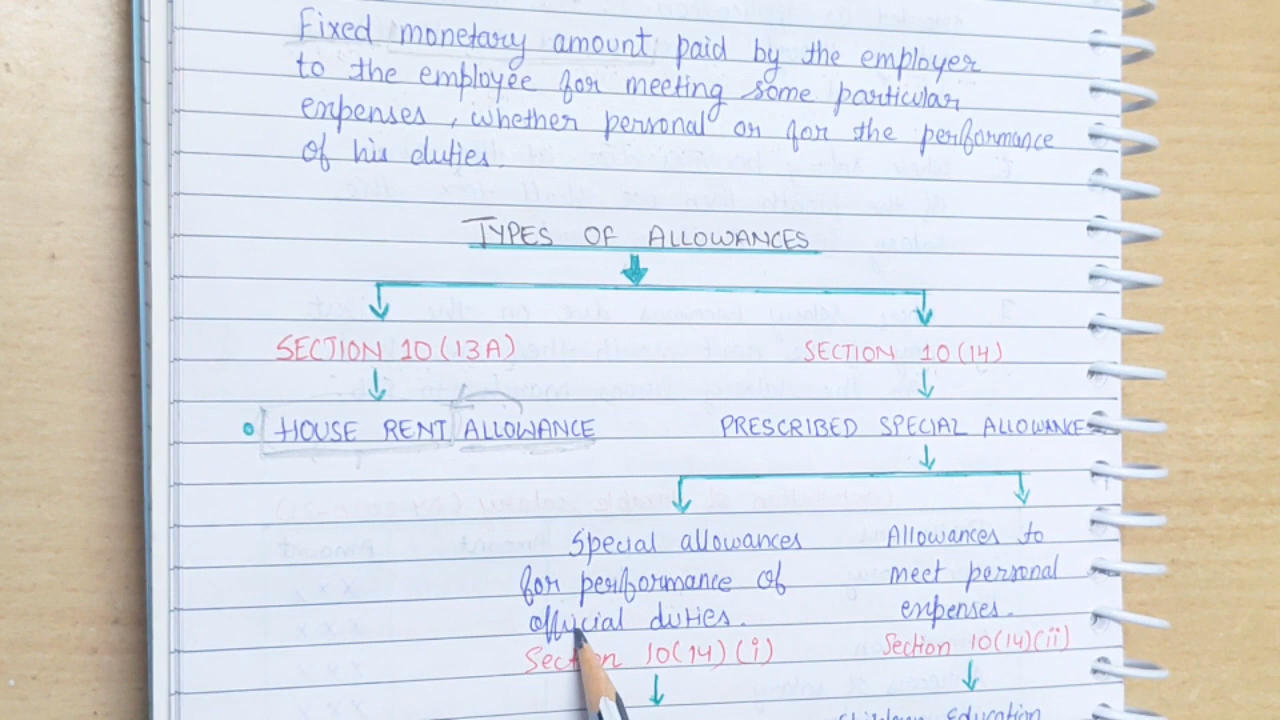 Fixed monetary amount paid by the employer
to the employee for meeting some particular
expenses, whether personal or for the performance
of his duties.
TYPES OF ALLOWANCES
SECTION 10(13A)
SECTION 10(14)
HOUSE RENT ALLOWANCE
PRESCRIBED SPECIAL ALLOWANCE
Special allowances
for performance of
official duties.
Section 10(14)(i)
Allowances to
meet personal
expenses.
Section 10(14)(ii)
Children Education